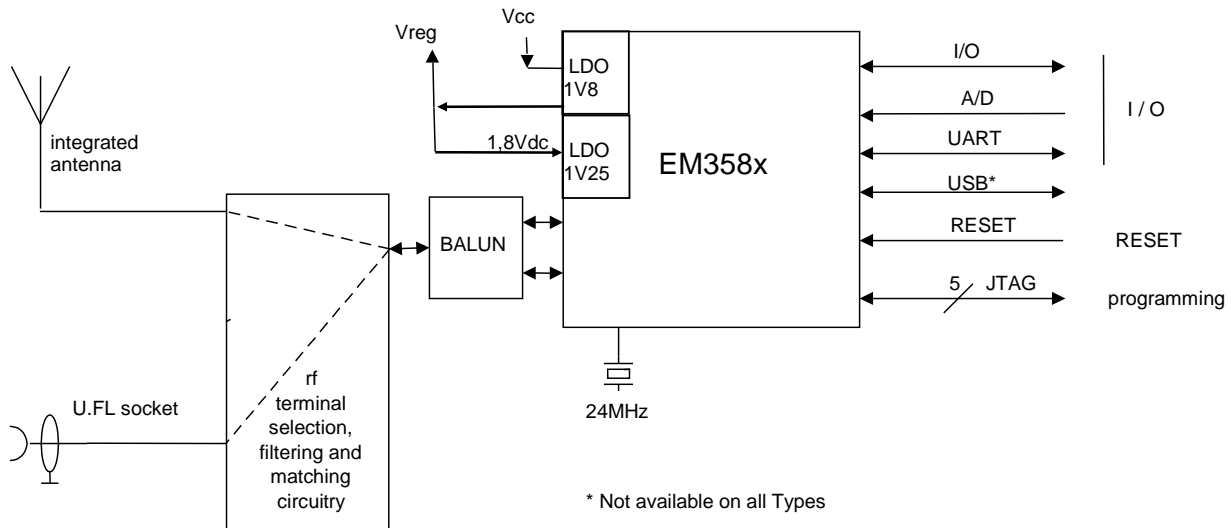 Vcc
Vreg
LDO
1V8
1,8Vdc
LDO
1V25
EM358x
integrated
antenna
BALUN
I/O
A/D
UART
USB*
RESET
5
JTAG
I / O
RESET
programming
24MHz
U.FL socket
rf
terminal
selection,
filtering and
matching
circuitry
* Not available on all Types